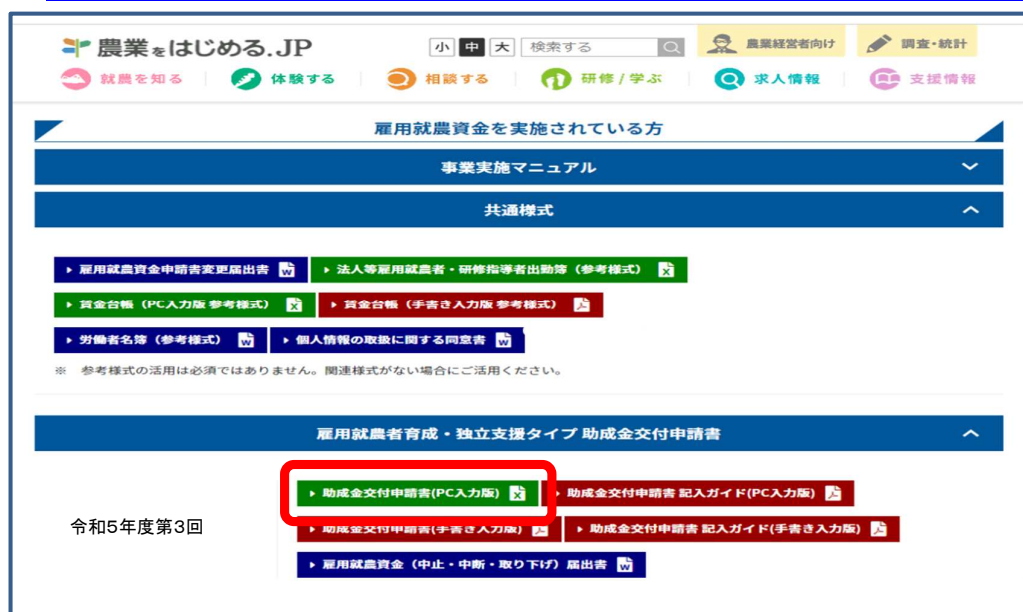 農業をはじめる.JP 小 中 大 検索する 農業経営者向け 調査・統計
就農を知る 体験する 相談する 研修/学ぶ 求人情報 支援情報
雇用就農資金を実施されている方
事業実施マニュアル
共通様式
雇用就農資金申請書変更届出書 法人等雇用就農者・研修指導者出勤簿（参考様式）
賃金台帳（PC入力版 参考様式） 賃金台帳（手書き入力版 参考様式）
労働者名簿（参考様式） 個人情報の取扱に関する同意書
※ 参考様式の活用は必須ではありません。関連様式がない場合にご活用ください。
雇用就農者育成・独立支援タイプ 助成金交付申請書
助成金交付申請書(PC入力版) 助成金交付申請書 記入ガイド(PC入力版)
令和5年度第3回
助成金交付申請書(手書き入力版) 助成金交付申請書 記入ガイド(手書き入力版)
雇用就農資金（中止・中断・取り下げ）届出書